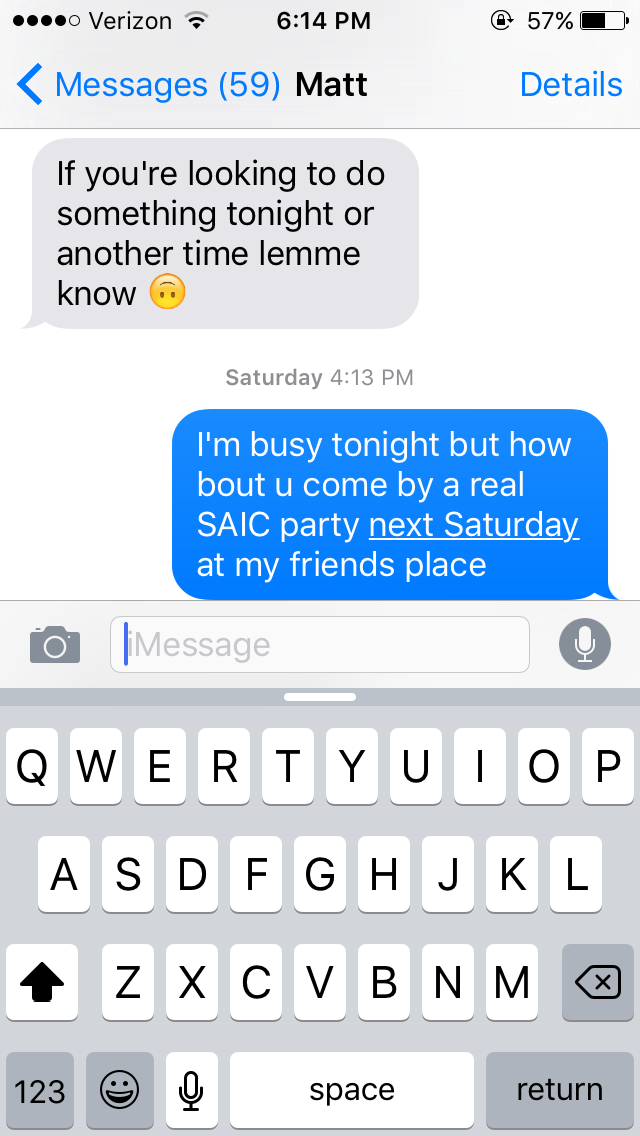 Verizon 6:14 PM 57%
Messages (59) Matt Details
If you're looking to do
something tonight or
another time lemme
know 🙃
Saturday 4:13 PM
I'm busy tonight but how
bout u come by a real
SAIC party next Saturday
at my friends place
iMessage
Q W E R T Y U I O P
A S D F G H J K L
Z X C V B N M
123 space return